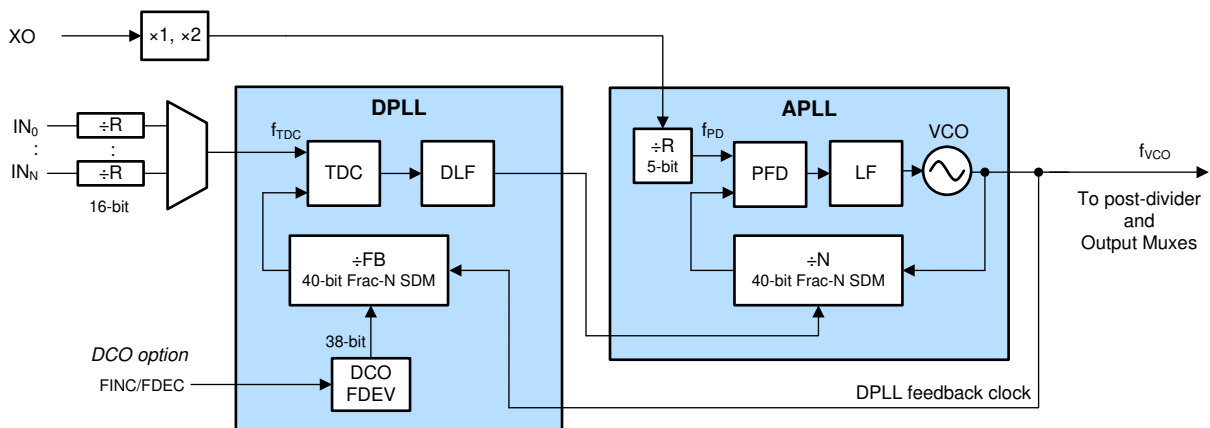 XO
×1, ×2
IN0
⋮
INN
÷R
⋮
÷R
16-bit
DPLL
fTDC
TDC
DLF
÷FB
40-bit Frac-N SDM
38-bit
DCO
FDEV
DCO option
FINC/FDEC
APLL
÷R
5-bit
fPD
PFD
LF
VCO
÷N
40-bit Frac-N SDM
DPLL feedback clock
fVCO
To post-divider
and
Output Muxes